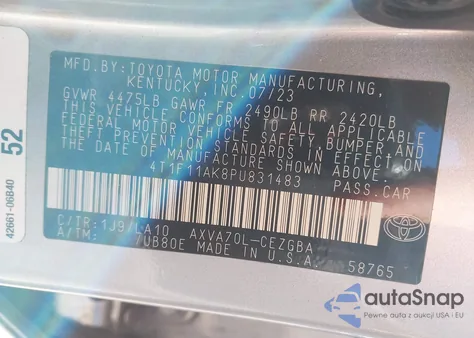 MFD.BY:TOYOTA MOTOR MANUFACTURING,
KENTUCKY, INC.07/23
GVWR 4475LB GAWR FR 2490LB RR 2420LB
THIS VEHICLE CONFORMS TO ALL APPLICABLE
FEDERAL MOTOR VEHICLE SAFETY, BUMPER, AND
THEFT PREVENTION STANDARDS IN EFFECT ON
THE DATE OF MANUFACTURE SHOWN ABOVE.
4T1F11AK8PU831483 PASS.CAR
C/TR:1J9/LA10 AXVA70L-CEZGBA
A/TM: 7UB80E MADE IN U.S.A.
58765
TOYOTA
52
42661-06B40
autaSnap
Pewne auta z aukcji USA i EU